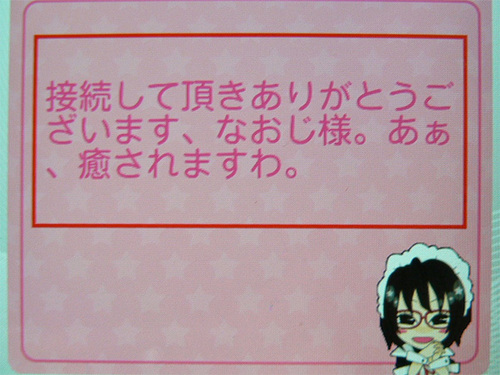 接続して頂きありがとうご
ざいます、なおじ様。あぁ
、癒されますわ。